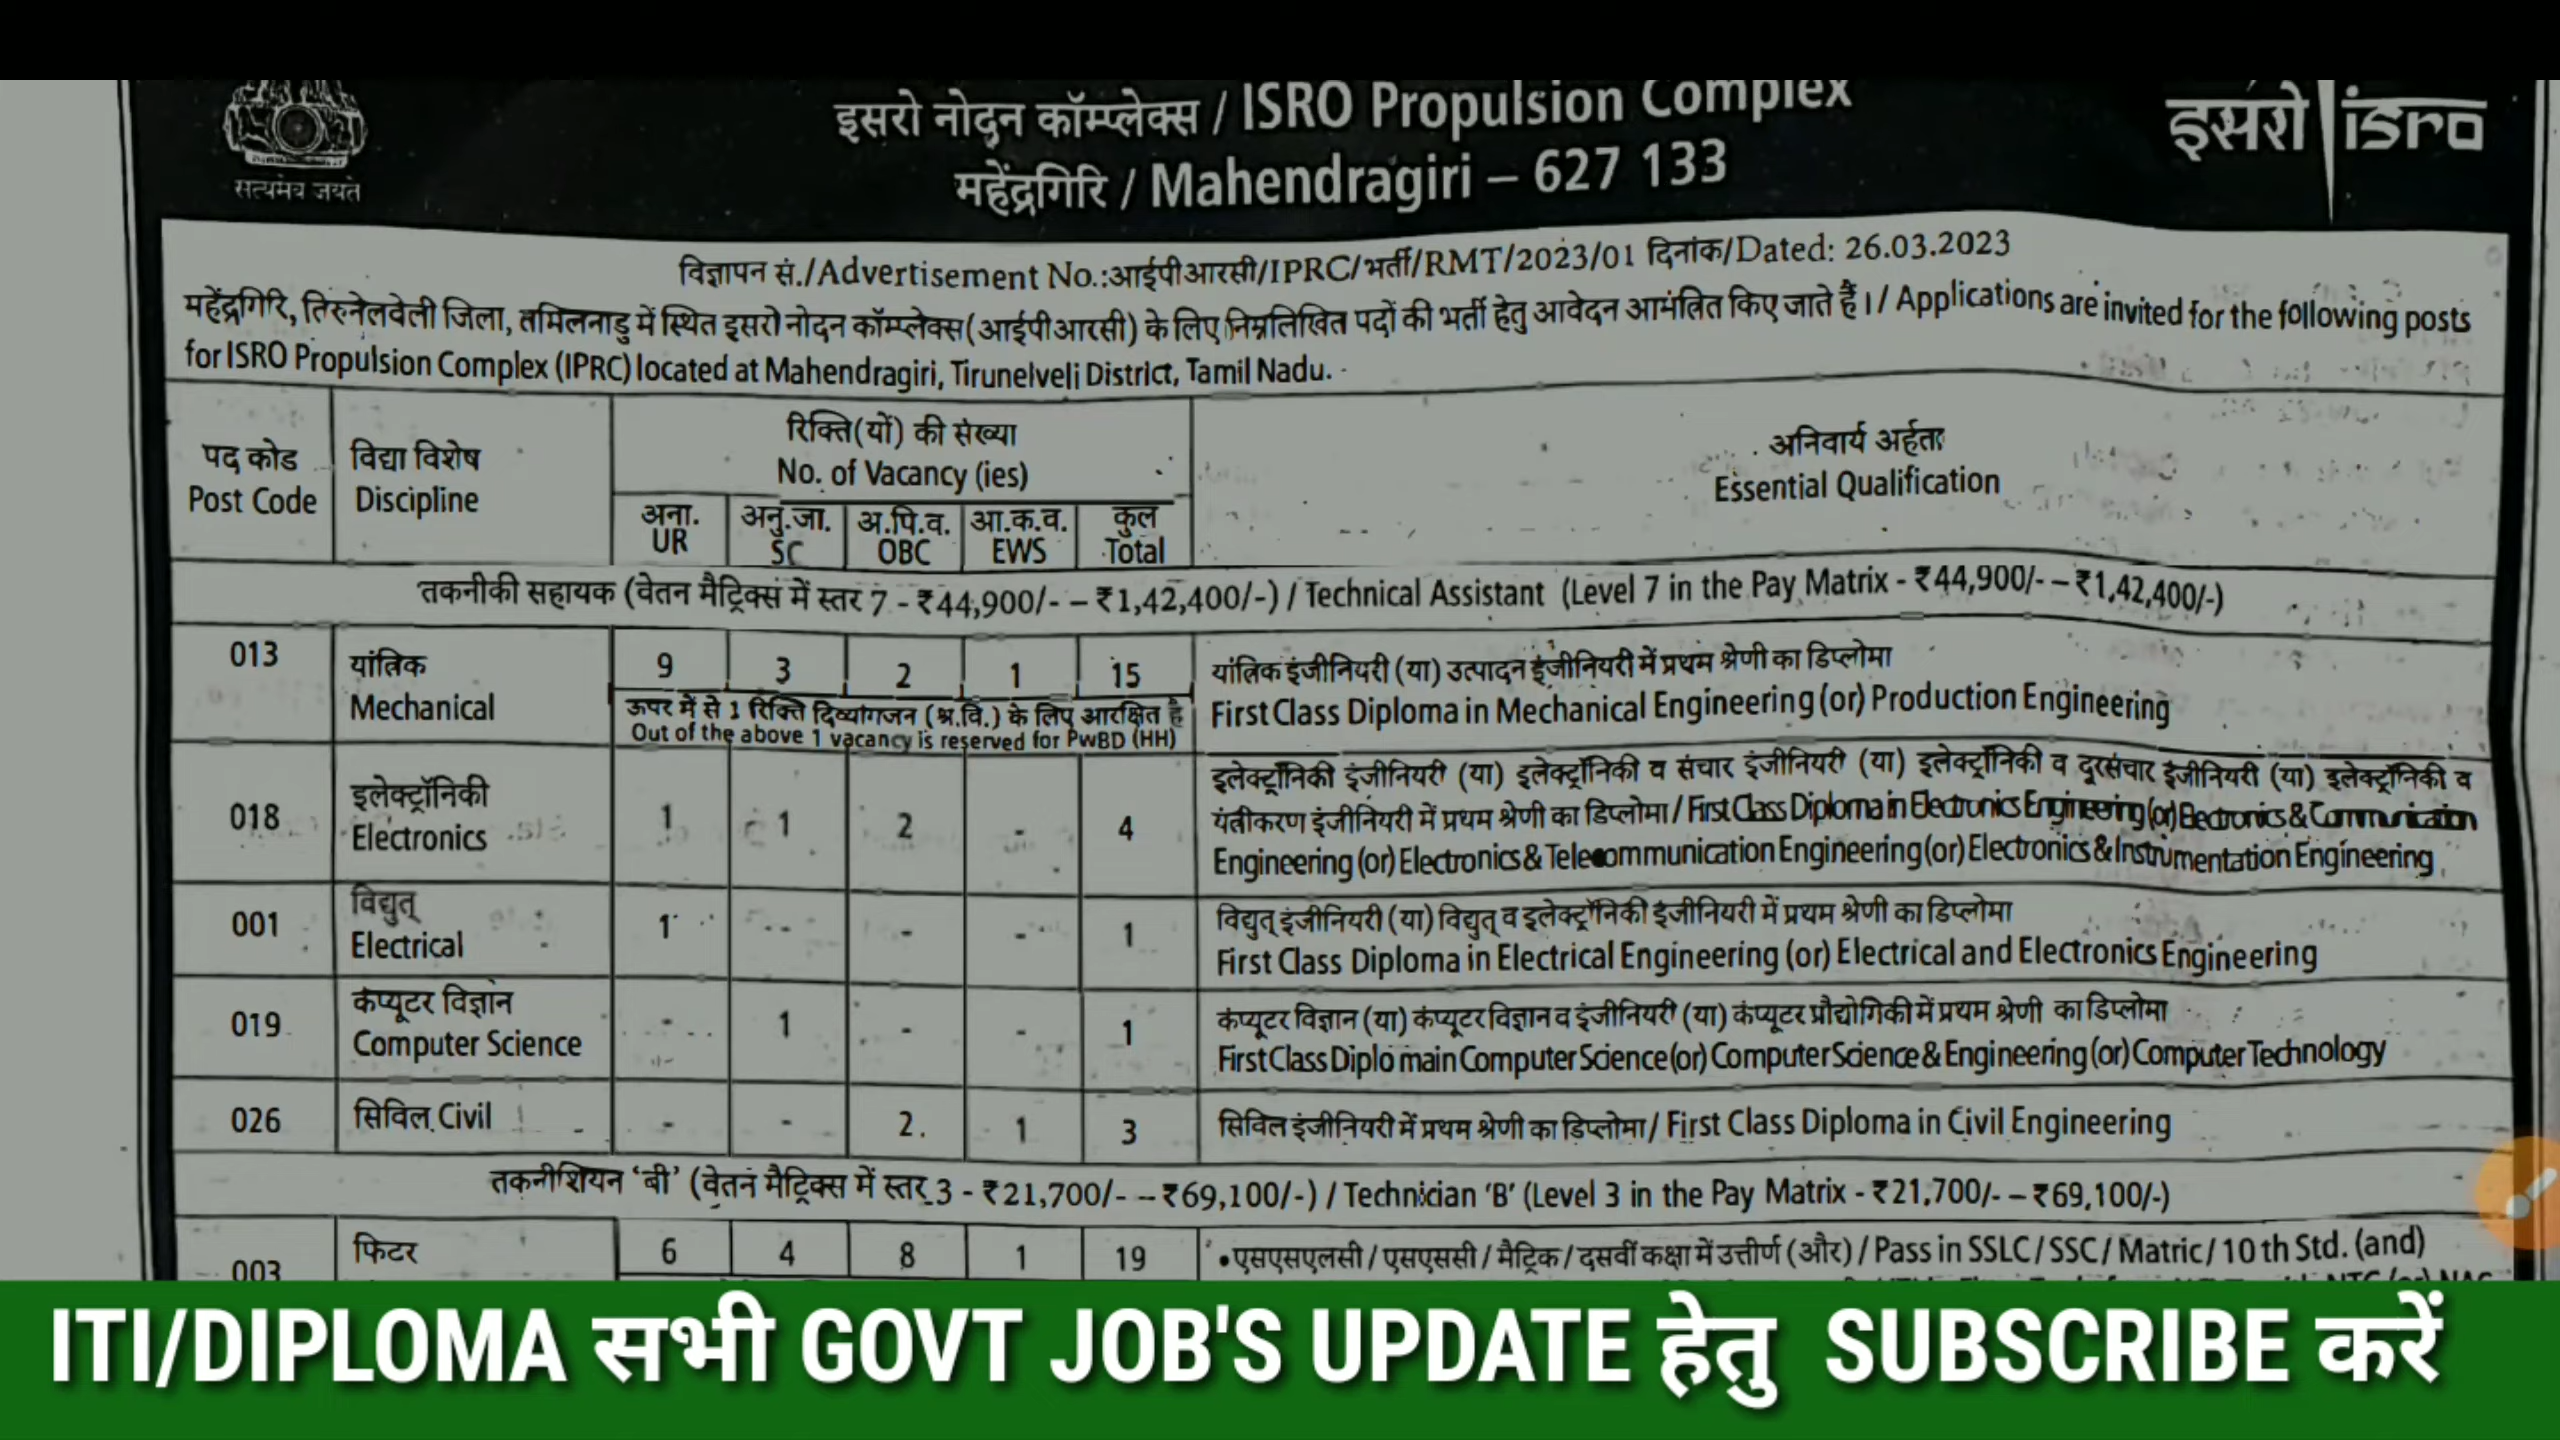 इसरो नोदन कॉम्प्लेक्स / ISRO Propulsion Complex
महेंद्रगिरि / Mahendragiri – 627 133
सत्यमेव जयते
इसरो isro
विज्ञापन सं./Advertisement No.:आईपीआरसी/IPRC/भर्ती/RMT/2023/01 दिनांक/Dated: 26.03.2023
महेंद्रगिरि, तिरुनेलवेली जिला, तमिलनाडु में स्थित इसरो नोदन कॉम्प्लेक्स(आईपीआरसी) के लिए निम्नलिखित पदों की भर्ती हेतु आवेदन आमंत्रित किए जाते हैं।/ Applications are invited for the following posts
for ISRO Propulsion Complex (IPRC) located at Mahendragiri, Tirunelveli District, Tamil Nadu.
पद कोड
Post Code
विद्या विशेष
Discipline
रिक्ति(यों) की संख्या
No. of Vacancy (ies)
अनिवार्य अर्हता
Essential Qualification
अना. अनु.जा. अ.पि.व. आ.क.व. कुल
UR SC OBC EWS Total
तकनीकी सहायक (वेतन मैट्रिक्स में स्तर 7 - ₹44,900/- – ₹1,42,400/-) / Technical Assistant (Level 7 in the Pay Matrix - ₹44,900/- – ₹1,42,400/-)
013
यांत्रिक
Mechanical
9 3 2 1 15
ऊपर में से 1 रिक्ति दिव्यांगजन (श्र.वि.) के लिए आरक्षित है
Out of the above 1 vacancy is reserved for PwBD (HH)
यांत्रिक इंजीनियरी (या) उत्पादन इंजीनियरी में प्रथम श्रेणी का डिप्लोमा
First Class Diploma in Mechanical Engineering (or) Production Engineering
018
इलेक्ट्रॉनिकी
Electronics
1 1 2 - 4
इलेक्ट्रॉनिकी इंजीनियरी (या) इलेक्ट्रॉनिकी व संचार इंजीनियरी (या) इलेक्ट्रॉनिकी व दूरसंचार इंजीनियरी (या) इलेक्ट्रॉनिकी व
यंत्रीकरण इंजीनियरी में प्रथम श्रेणी का डिप्लोमा / First Class Diploma in Electronics Engineering (or) Electronics & Communication
Engineering (or) Electronics & Telecommunication Engineering (or) Electronics & Instrumentation Engineering
001
विद्युत्
Electrical
1 - - - 1
विद्युत् इंजीनियरी (या) विद्युत् व इलेक्ट्रॉनिकी इंजीनियरी में प्रथम श्रेणी का डिप्लोमा
First Class Diploma in Electrical Engineering (or) Electrical and Electronics Engineering
019
कंप्यूटर विज्ञान
Computer Science
- 1 - - 1
कंप्यूटर विज्ञान (या) कंप्यूटर विज्ञान व इंजीनियरी (या) कंप्यूटर प्रौद्योगिकी में प्रथम श्रेणी का डिप्लोमा
First Class Diplo main Computer Science (or) Computer Science & Engineering (or) Computer Technology
026
सिविल Civil
- - 2 1 3
सिविल इंजीनियरी में प्रथम श्रेणी का डिप्लोमा / First Class Diploma in Civil Engineering
तकनीशियन ‘बी’ (वेतन मैट्रिक्स में स्तर 3 - ₹21,700/- – ₹69,100/-) / Technician ‘B’ (Level 3 in the Pay Matrix - ₹21,700/- – ₹69,100/-)
003
फिटर
6 4 8 1 19
•एसएसएलसी / एसएससी / मैट्रिक / दसवीं कक्षा में उत्तीर्ण (और) / Pass in SSLC / SSC / Matric / 10 th Std. (and)
ITI/DIPLOMA सभी GOVT JOB'S UPDATE हेतु SUBSCRIBE करें